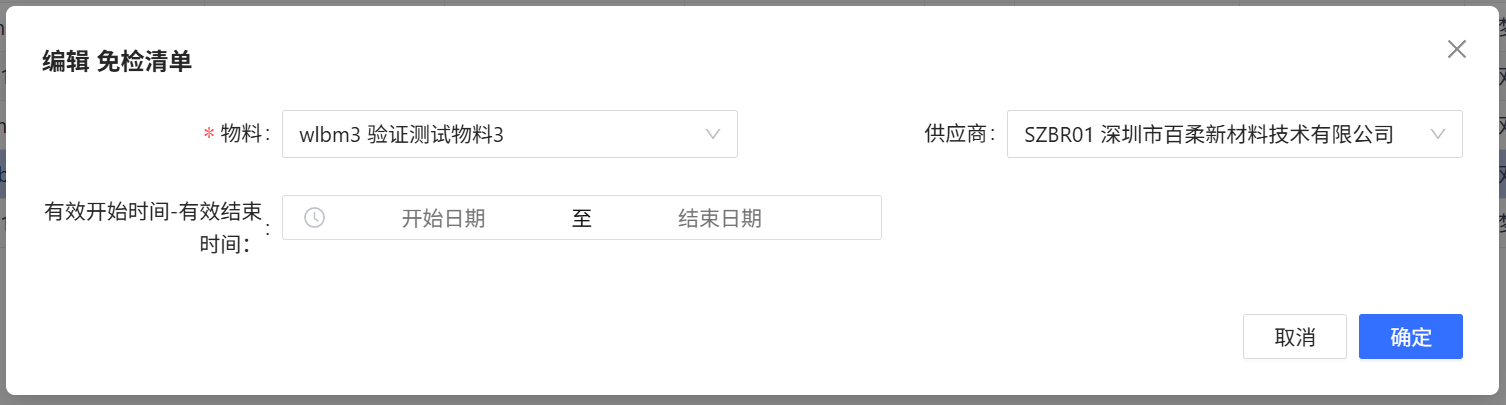 编辑 免检清单
* 物料: wlbm3 验证测试物料3 供应商: SZBR01 深圳市百柔新材料技术有限公司
有效开始时间-有效结束
时间： : 开始日期 至 结束日期
取消 确定